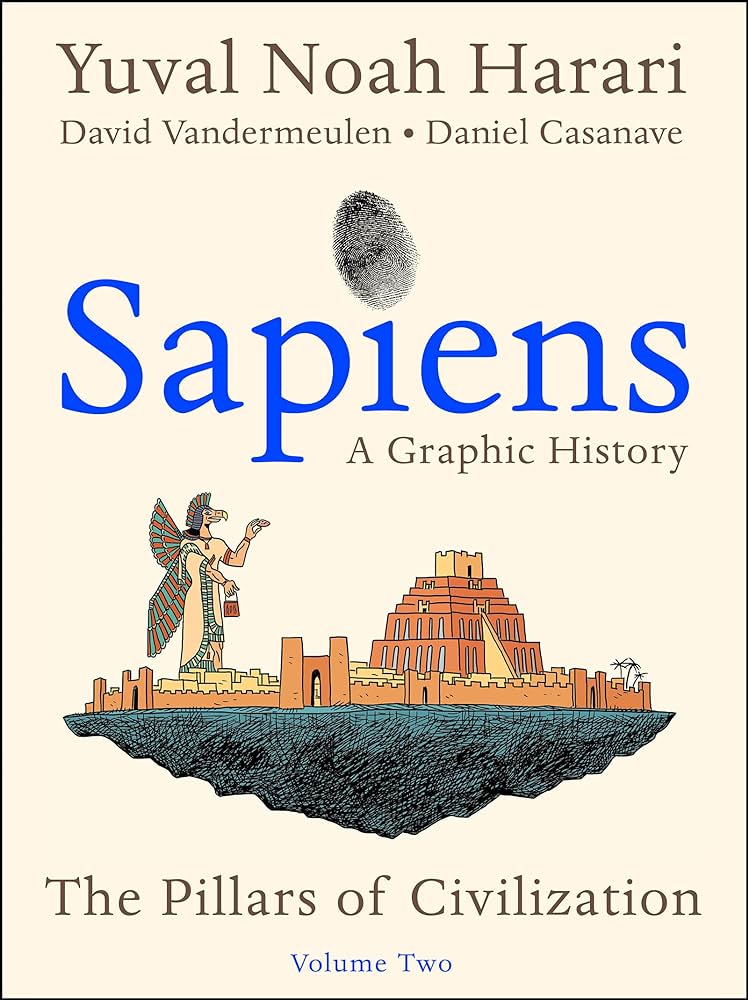 Yuval Noah Harari
David Vandermeulen • Daniel Casanave
Sapiens
A Graphic History
The Pillars of Civilization
Volume Two